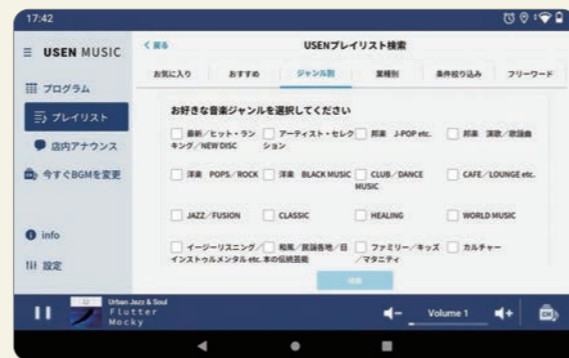 17:42
USEN MUSIC
プログラム
プレイリスト
店内アナウンス
今すぐBGMを変更
info
設定
戻る
USENプレイリスト検索
お気に入り
おすすめ
ジャンル別
業種別
条件絞り込み
フリーワード
お好きな音楽ジャンルを選択してください
最新/ヒット・ラン
キング/NEW DISC
アーティスト・セレク
ション
邦楽 J-POP etc.
邦楽 演歌/歌謡曲
洋楽 POPS/ROCK
洋楽 BLACK MUSIC
CLUB/DANCE
MUSIC
CAFE/LOUNGE etc.
JAZZ/FUSION
CLASSIC
HEALING
WORLD MUSIC
イージーリスニング/
インストゥルメンタル etc.
和風/民謡各地/日
本の伝統芸能
ファミリー/キッズ
/マタニティ
カルチャー
検索
Urban Jazz & Soul
Flutter
Mocky
Volume 1
CH